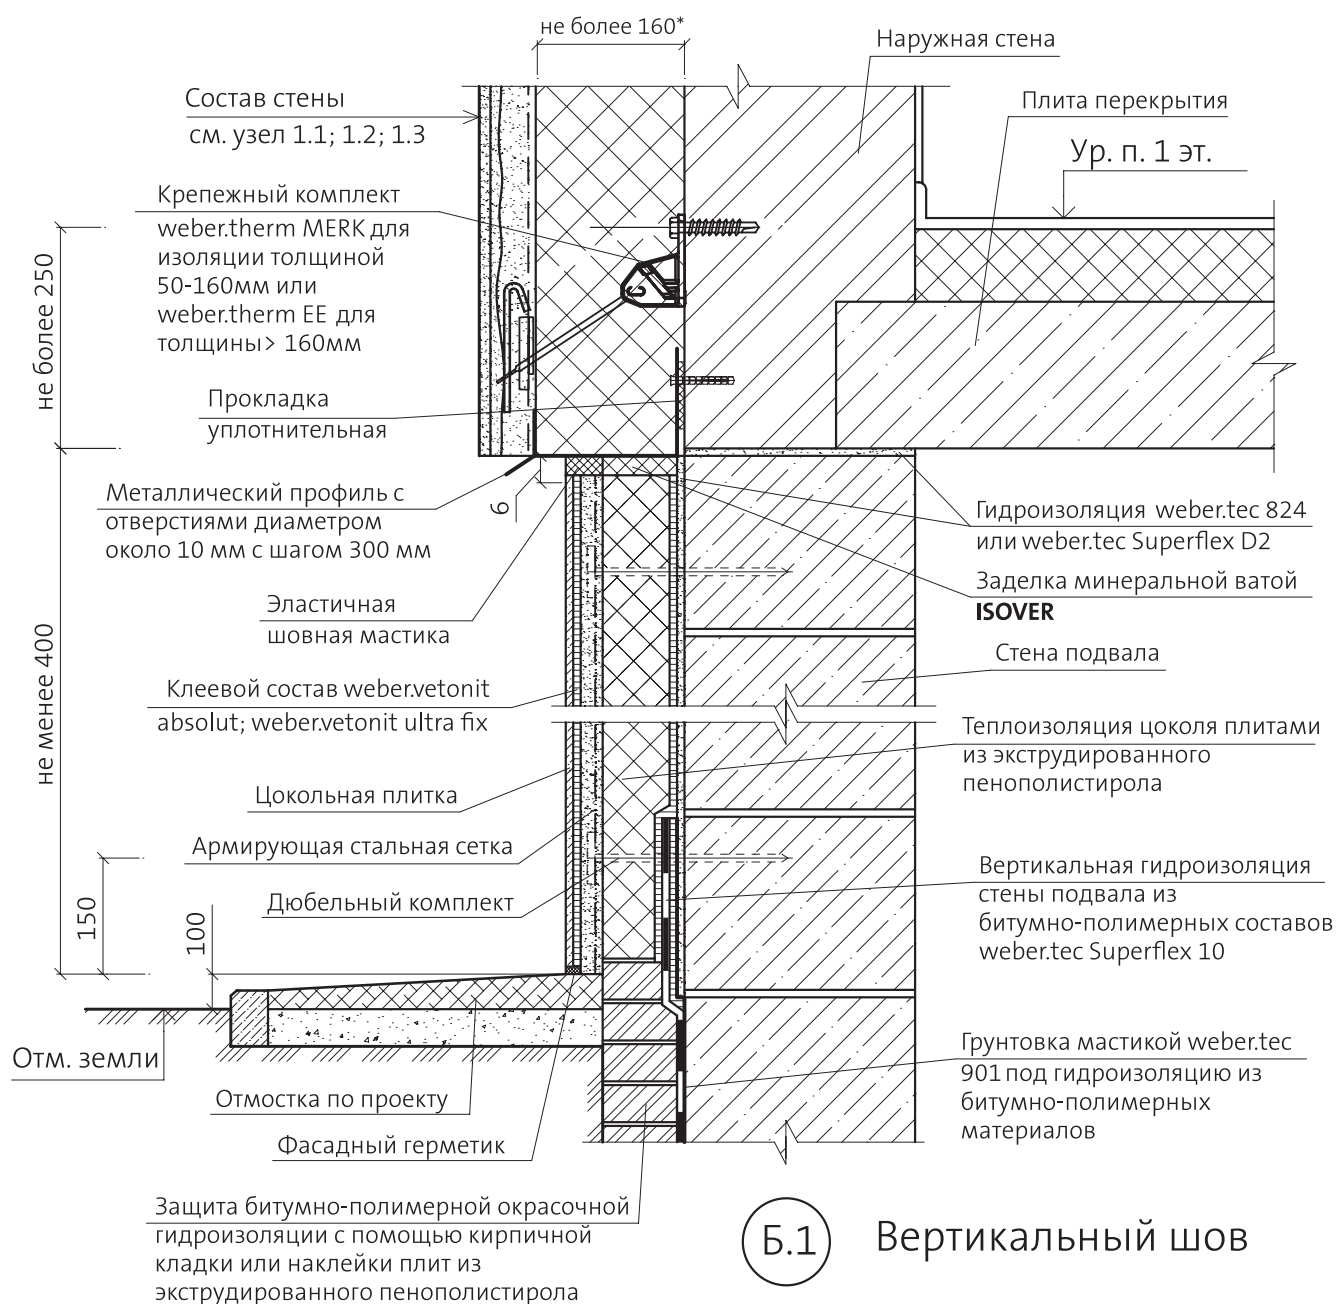 не более 160*
Наружная стена
Состав стены
см. узел 1.1; 1.2; 1.3
Плита перекрытия
Ур. п. 1 эт.
Крепежный комплект
weber.therm MERK для
изоляции толщиной
50-160мм или
weber.therm EE для
толщины> 160мм
не более 250
Прокладка
уплотнительная
Металлический профиль с
отверстиями диаметром
около 10 мм с шагом 300 мм
6
Гидроизоляция weber.tec 824
или weber.tec Superflex D2
Заделка минеральной ватой
ISOVER
Эластичная
шовная мастика
Стена подвала
не менее 400
Клеевой состав weber.vetonit
absolut; weber.vetonit ultra fix
Теплоизоляция цоколя плитами
из экструдированного
пенополистирола
Цокольная плитка
Армирующая стальная сетка
Дюбельный комплект
Вертикальная гидроизоляция
стены подвала из
битумно-полимерных составов
weber.tec Superflex 10
150
100
Отм. земли
Грунтовка мастикой weber.tec
901 под гидроизоляцию из
битумно-полимерных
материалов
Отмостка по проекту
Фасадный герметик
Защита битумно-полимерной окрасочной
гидроизоляции с помощью кирпичной
кладки или наклейки плит из
экструдированного пенополистирола
Б.1 Вертикальный шов